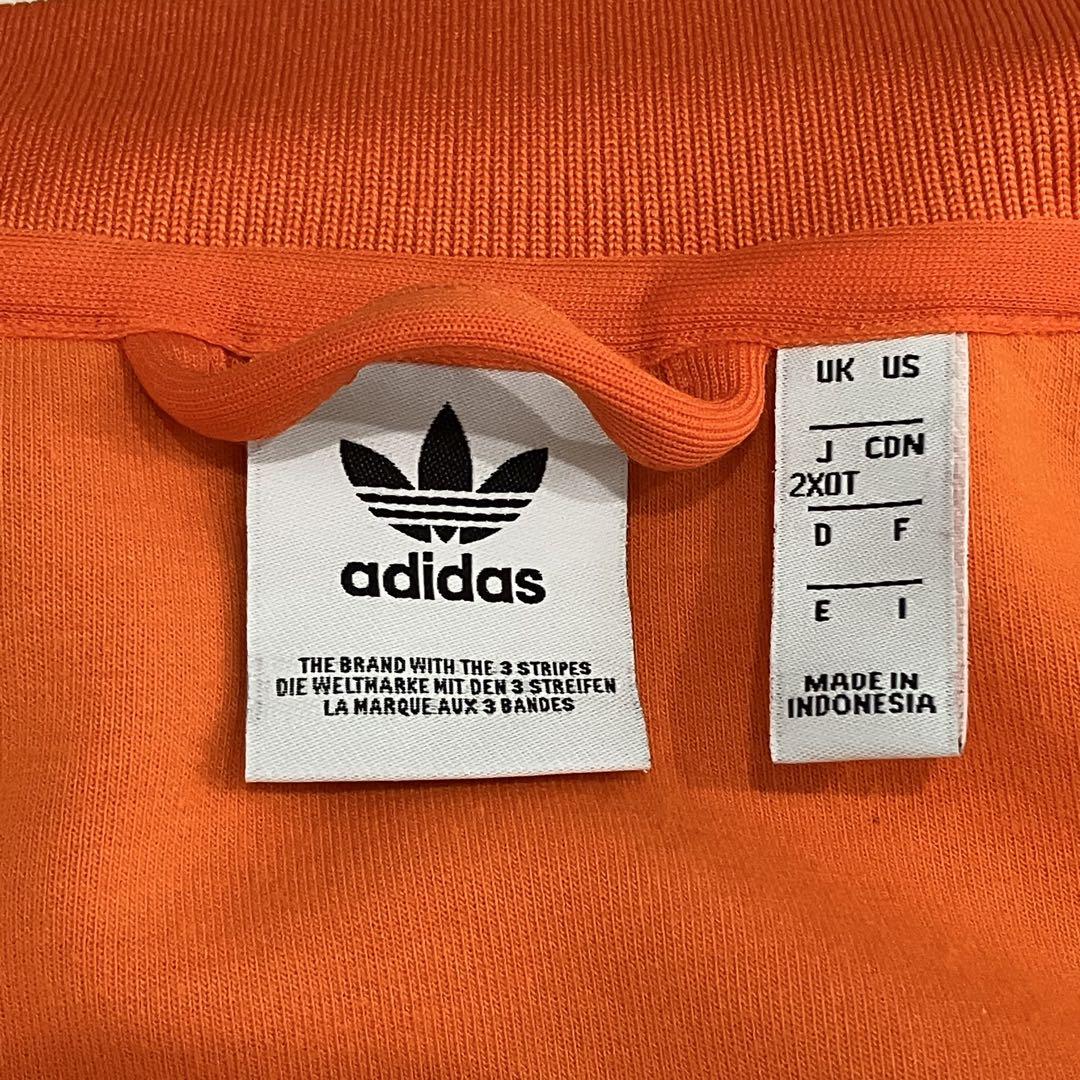 adidas
THE BRAND WITH THE 3 STRIPES
DIE WELTMARKE MIT DEN 3 STREIFEN
LA MARQUE AUX 3 BANDES
UK US
J CDN
2XOT
D F
E I
MADE IN
INDONESIA